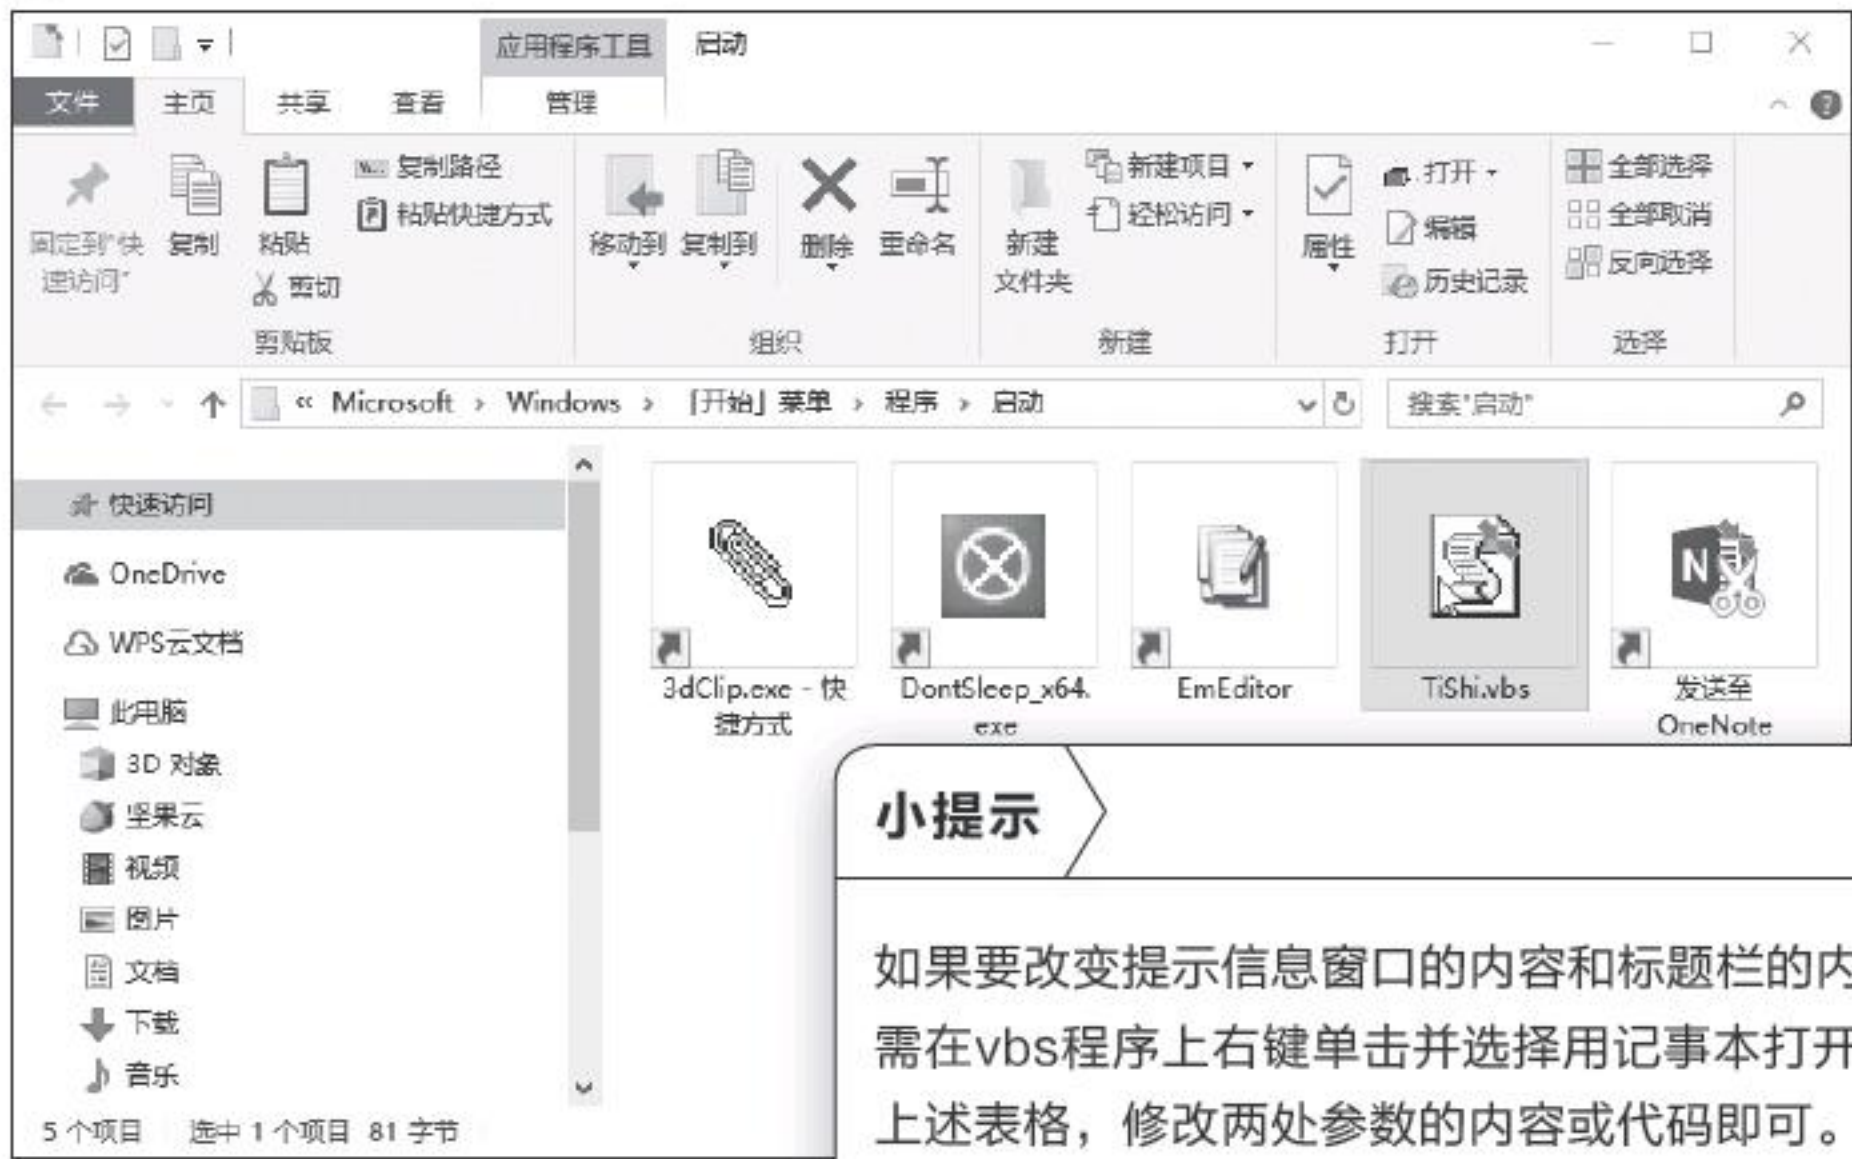 应用程序工具 启动
文件 主页 共享 查看 管理
固定到"快速访问"
复制
粘贴
复制路径
粘贴快捷方式
剪切
剪贴板
移动到
复制到
删除
重命名
组织
新建
文件夹
新建项目
轻松访问
新建
属性
打开
编辑
历史记录
打开
全部选择
全部取消
反向选择
选择
« Microsoft › Windows › 「开始」菜单 › 程序 › 启动
搜索"启动"
快速访问
OneDrive
WPS云文档
此电脑
3D 对象
坚果云
视频
图片
文档
下载
音乐
3dClip.exe - 快
捷方式
DontSleep_x64.
exe
EmEditor
TiShi.vbs
发送至
OneNote
5 个项目 选中 1 个项目 81 字节
小提示
如果要改变提示信息窗口的内容和标题栏的内
需在vbs程序上右键单击并选择用记事本打开
上述表格，修改两处参数的内容或代码即可。